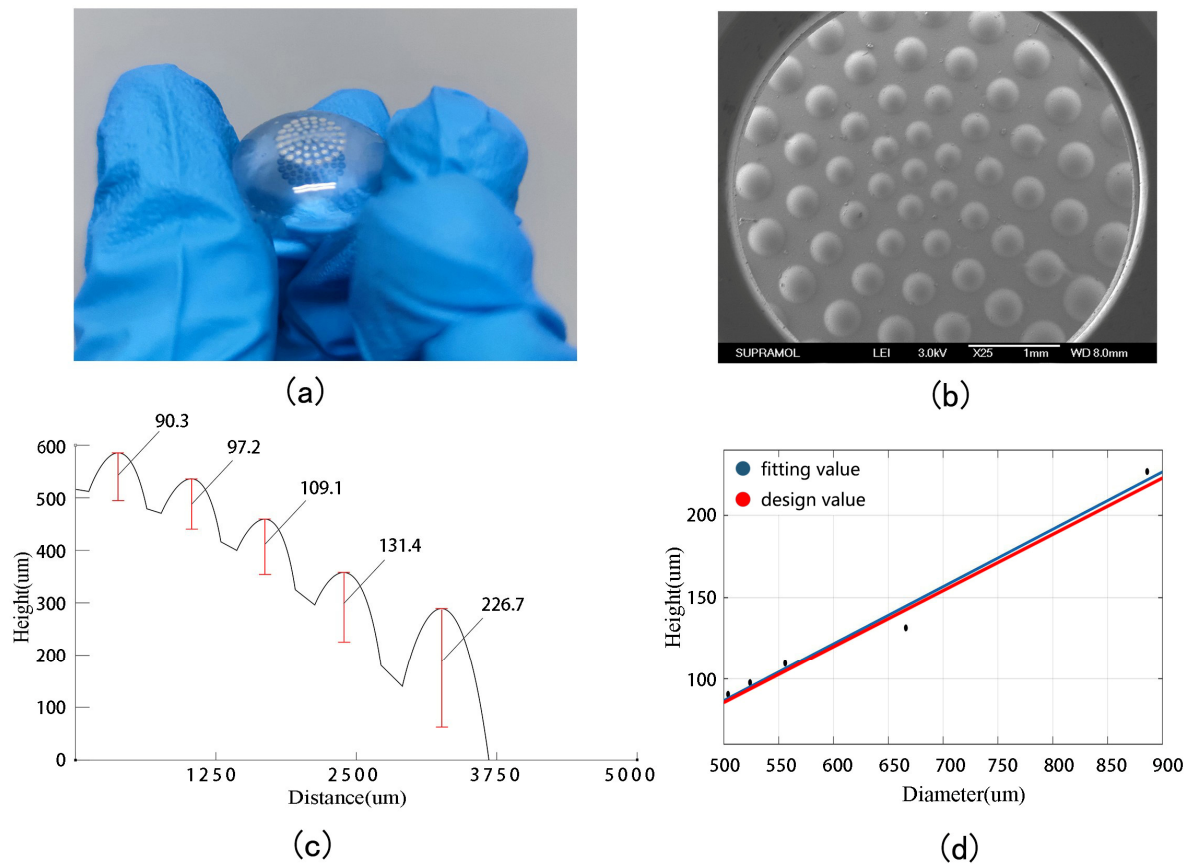 (a)
SUPRAMOL LEI 3.0kV X25 1mm WD 8.0mm
(b)
90.3
97.2
109.1
131.4
226.7
600
500
400
300
200
100
0
Height(um)
1250 2500 3750 5000
Distance(um)
(c)
fitting value
design value
200
150
100
Height(um)
500 550 600 650 700 750 800 850 900
Diameter(um)
(d)